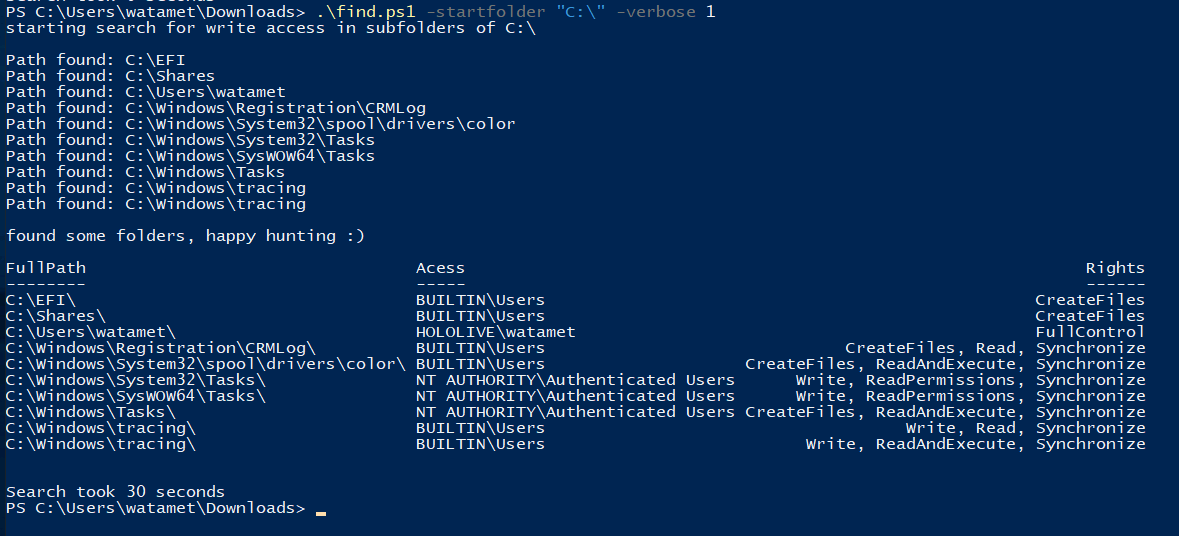 PS C:\Users\watamet\Downloads> .\find.ps1 -startfolder "C:\" -verbose 1
starting search for write access in subfolders of C:\
Path found: C:\EFI
Path found: C:\Shares
Path found: C:\Users\watamet
Path found: C:\Windows\Registration\CRMLog
Path found: C:\Windows\System32\spool\drivers\color
Path found: C:\Windows\System32\Tasks
Path found: C:\Windows\SysWOW64\Tasks
Path found: C:\Windows\Tasks
Path found: C:\Windows\tracing
Path found: C:\Windows\tracing
found some folders, happy hunting :)
FullPath Acess Rights
-------- ----- ------
C:\EFI\ BUILTIN\Users CreateFiles
C:\Shares\ BUILTIN\Users CreateFiles
C:\Users\watamet\ HOLOLIVE\watamet FullControl
C:\Windows\Registration\CRMLog\ BUILTIN\Users CreateFiles, Read, Synchronize
C:\Windows\System32\spool\drivers\color\ BUILTIN\Users CreateFiles, ReadAndExecute, Synchronize
C:\Windows\System32\Tasks\ NT AUTHORITY\Authenticated Users Write, ReadPermissions, Synchronize
C:\Windows\SysWOW64\Tasks\ NT AUTHORITY\Authenticated Users Write, ReadPermissions, Synchronize
C:\Windows\Tasks\ NT AUTHORITY\Authenticated Users CreateFiles, ReadAndExecute, Synchronize
C:\Windows\tracing\ BUILTIN\Users Write, Read, Synchronize
C:\Windows\tracing\ BUILTIN\Users Write, ReadAndExecute, Synchronize
Search took 30 seconds
PS C:\Users\watamet\Downloads>